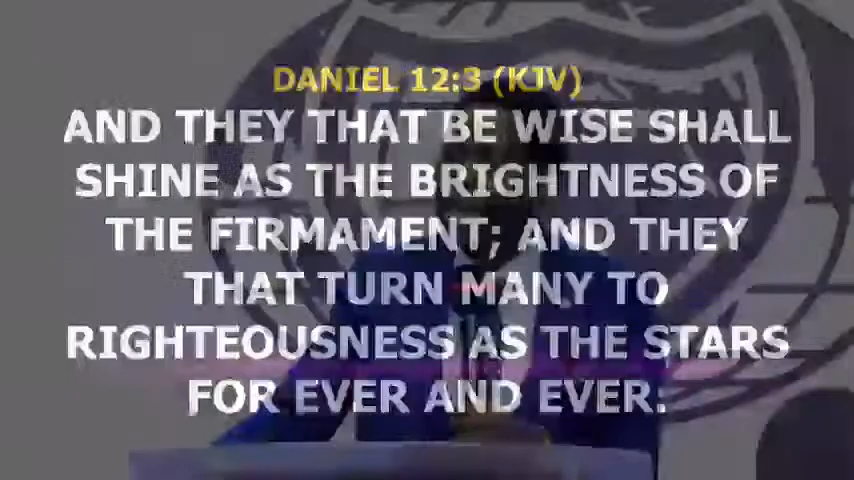 DANIEL 12:3 (KJV)
AND THEY THAT BE WISE SHALL
SHINE AS THE BRIGHTNESS OF
THE FIRMAMENT; AND THEY
THAT TURN MANY TO
RIGHTEOUSNESS AS THE STARS
FOR EVER AND EVER: